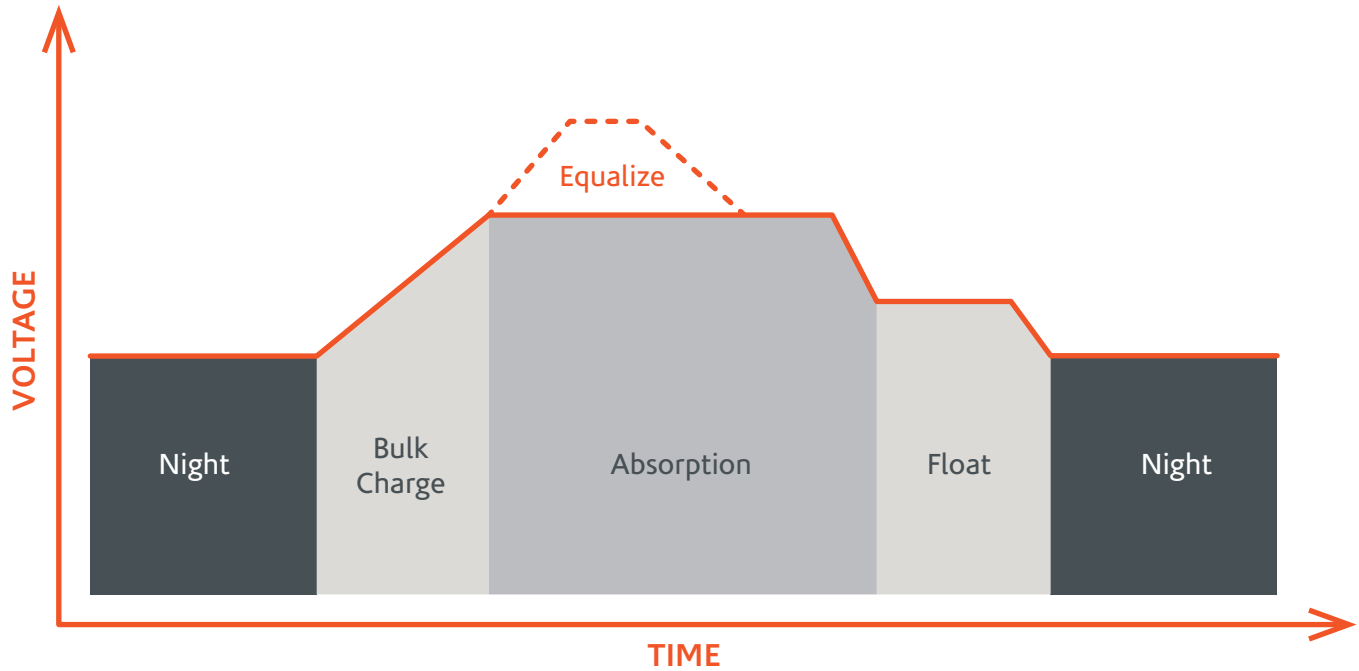 VOLTAGE
Equalize
Night
Bulk
Charge
Absorption
Float
Night
TIME